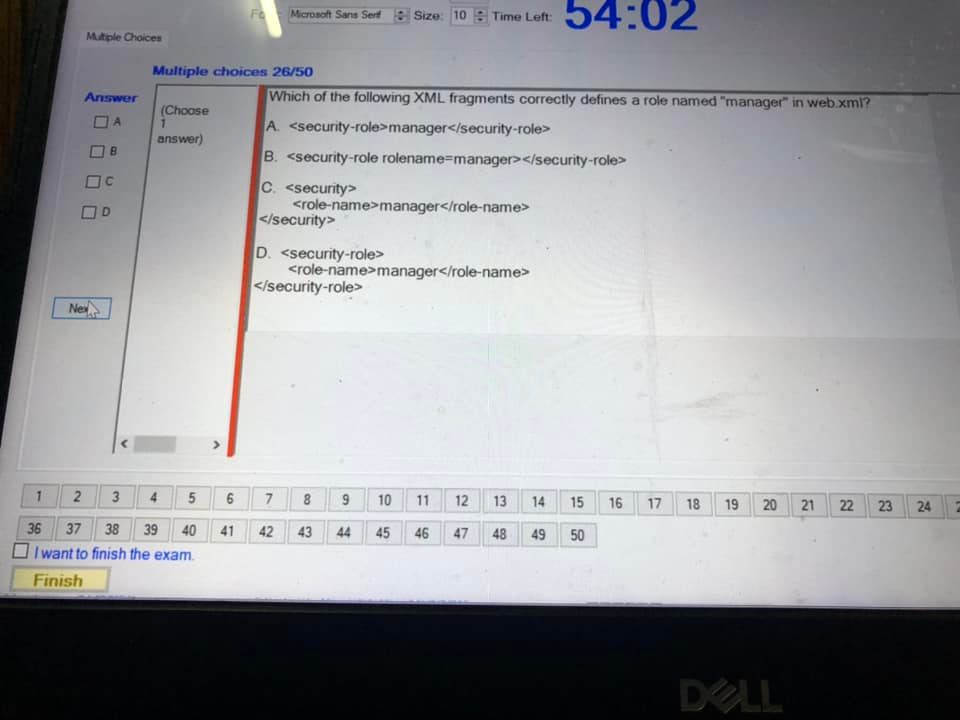 Microsoft Sans Serif Size: 10 Time Left: 54:02
Multiple Choices
Multiple choices 26/50
Answer
A
B
C
D
(Choose
1
answer)
Which of the following XML fragments correctly defines a role named "manager" in web.xml?
A. <security-role>manager</security-role>
B. <security-role rolename=manager></security-role>
C. <security>
<role-name>manager</role-name>
</security>
D. <security-role>
<role-name>manager</role-name>
</security-role>
1 2 3 4 5 6 7 8 9 10 11 12 13 14 15 16 17 18 19 20 21 22 23 24
36 37 38 39 40 41 42 43 44 45 46 47 48 49 50
I want to finish the exam.
Finish
DELL